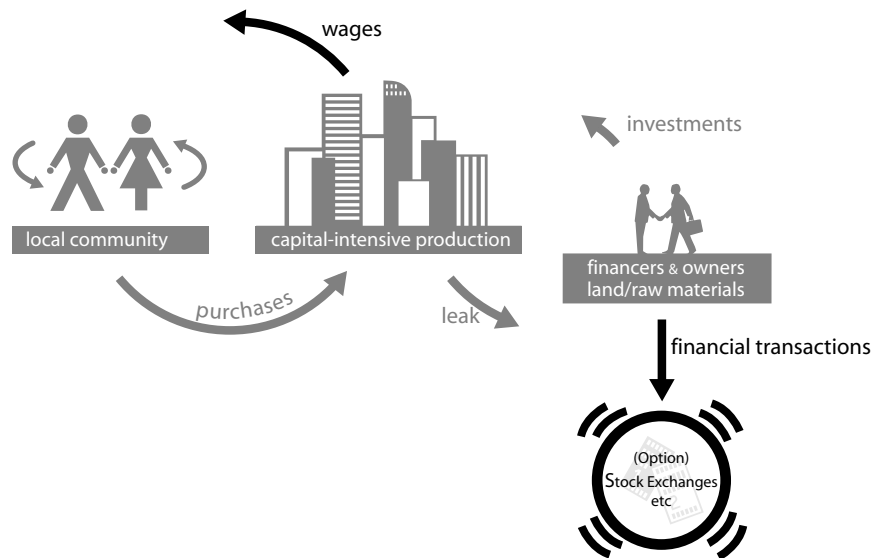 wages
investments
local community
capital-intensive production
financers & owners
land/raw materials
purchases
leak
financial transactions
(Option)
Stock Exchanges
etc
2